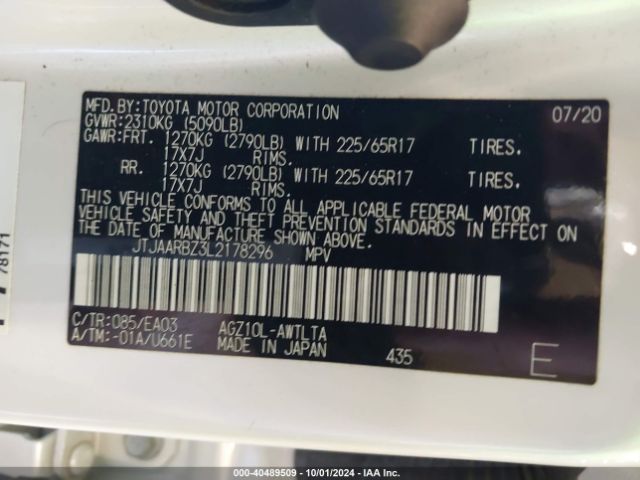 MFD.BY:TOYOTA MOTOR CORPORATION 07/20
GVWR:2310KG (5090LB)
GAWR:FRT. 1270KG (2790LB) WITH 225/65R17 TIRES.
17X7J RIMS.
RR. 1270KG (2790LB) WITH 225/65R17 TIRES.
17X7J RIMS.
THIS VEHICLE CONFORMS TO ALL APPLICABLE FEDERAL MOTOR
VEHICLE SAFETY AND THEFT PREVENTION STANDARDS IN EFFECT ON
THE DATE OF MANUFACTURE SHOWN ABOVE.
JTJAARBZ3L2178296 MPV
C/TR:085/EA03 AGZ10L-AWTLTA
A/TM:-01A/U661E MADE IN JAPAN 435 E
78171
000-40489509 - 10/01/2024 - IAA Inc.